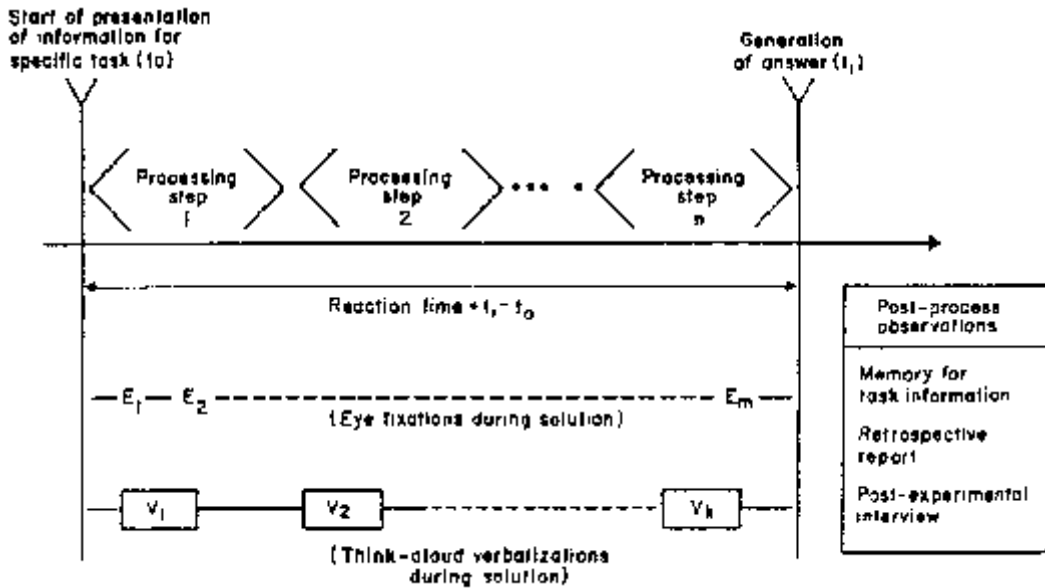 Start of presentation
of information for
specific task (to)
Generation
of answer (t₁)
Processing
step
1
Processing
step
2
Processing
step
n
Reaction time = t₁ - t₀
E₁
E₂
Eₘ
(Eye fixations during solution)
V₁
V₂
Vₖ
(Think-aloud verbalizations
during solution)
Post-process
observations
Memory for
task information
Retrospective
report
Post-experimental
interview